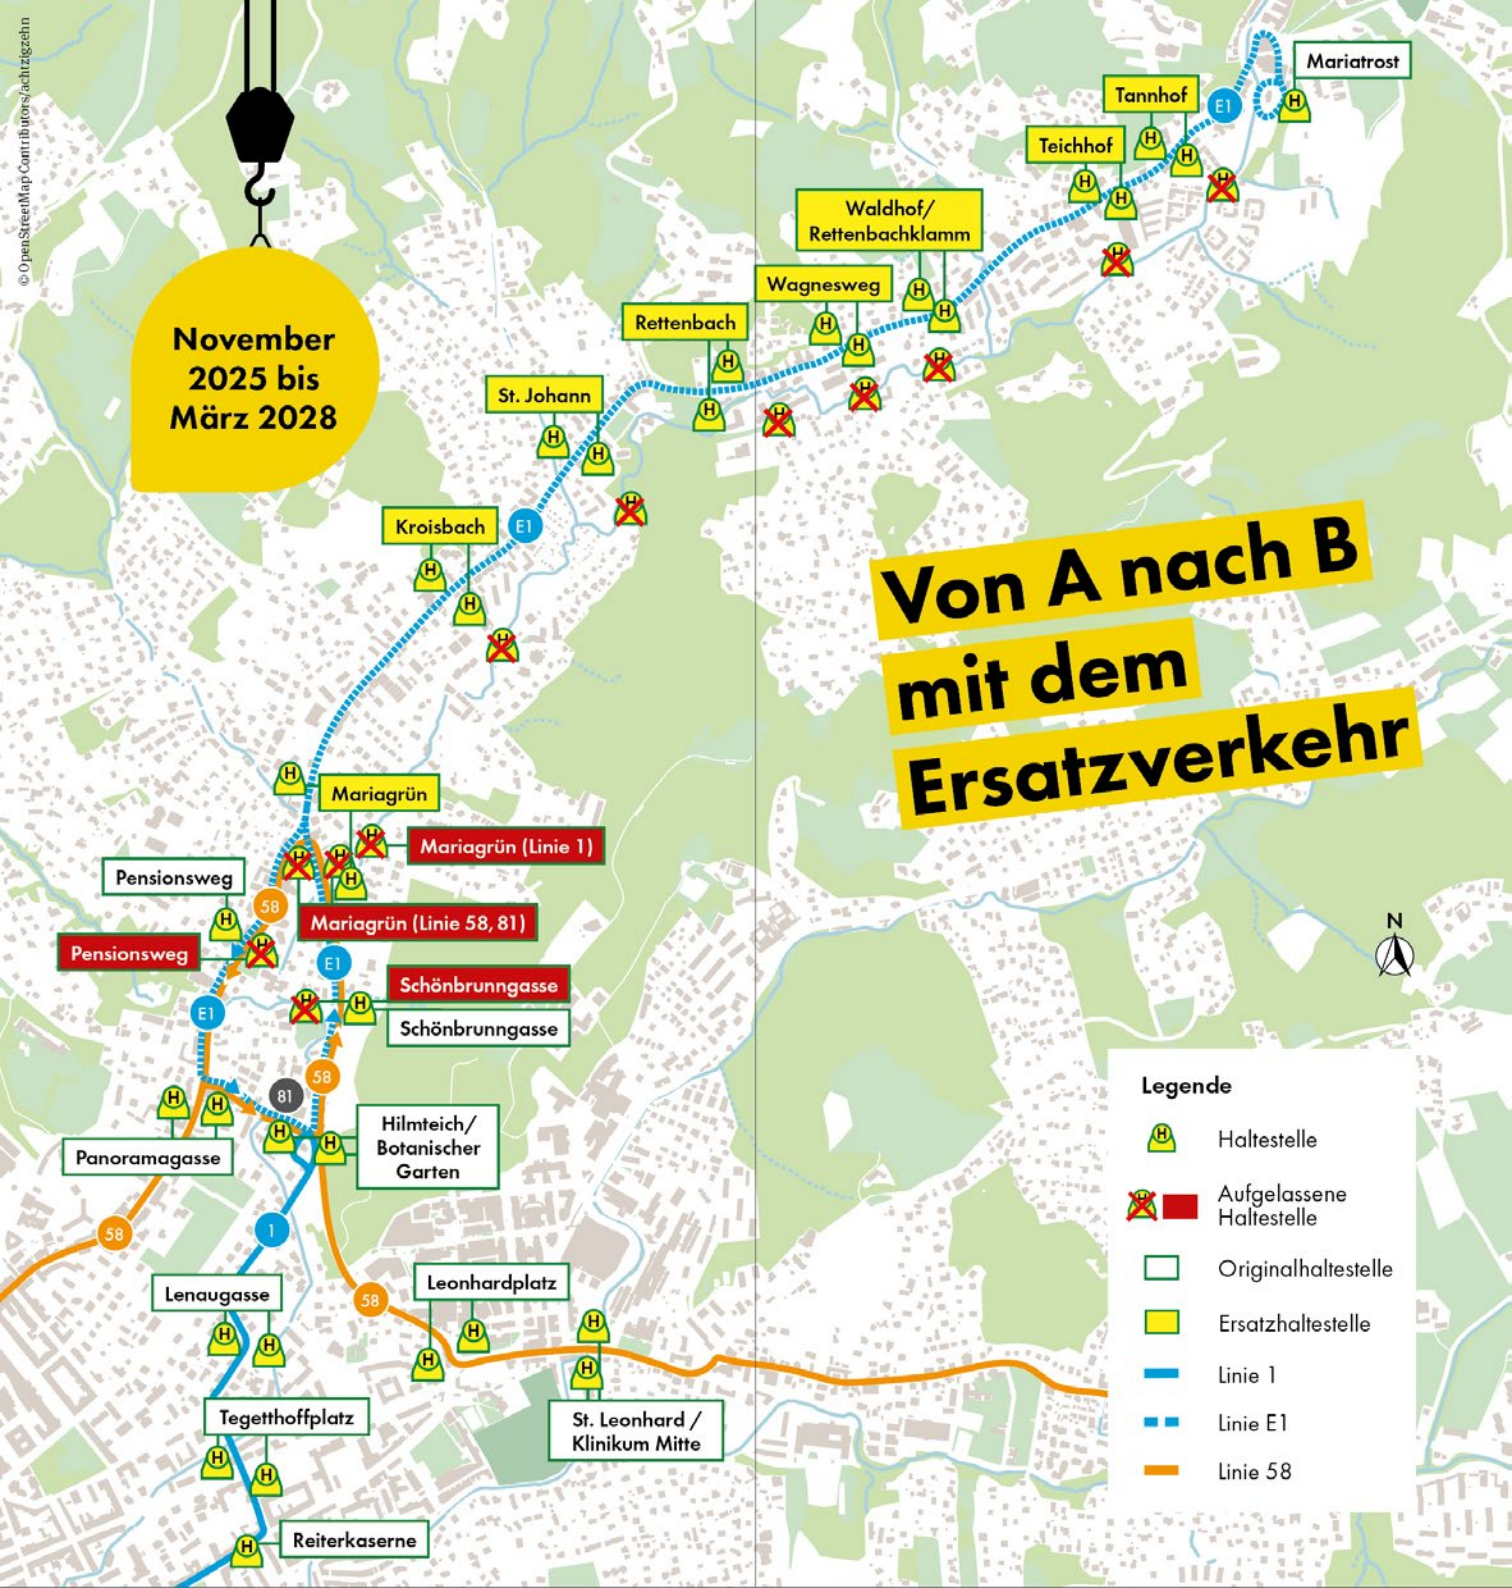 © OpenStreetMap Contributors/achtzigzehn
November
2025 bis
März 2028
Mariatrost
E1
Tannhof
Teichhof
Waldhof/
Rettenbachklamm
Wagnesweg
Rettenbach
St. Johann
Kroisbach
E1
Von A nach B
mit dem
Ersatzverkehr
Mariagrün
Mariagrün (Linie 1)
Pensionsweg
58
Mariagrün (Linie 58, 81)
Pensionsweg
E1
N
Schönbrunngasse
E1
Schönbrunngasse
58
81
Hilmteich/
Botanischer
Garten
Panoramagasse
1
58
Lenaugasse
Leonhardplatz
58
Tegetthoffplatz
St. Leonhard /
Klinikum Mitte
Reiterkaserne
Legende
H
Haltestelle
H
Aufgelassene
Haltestelle
Originalhaltestelle
Ersatzhaltestelle
Linie 1
Linie E1
Linie 58